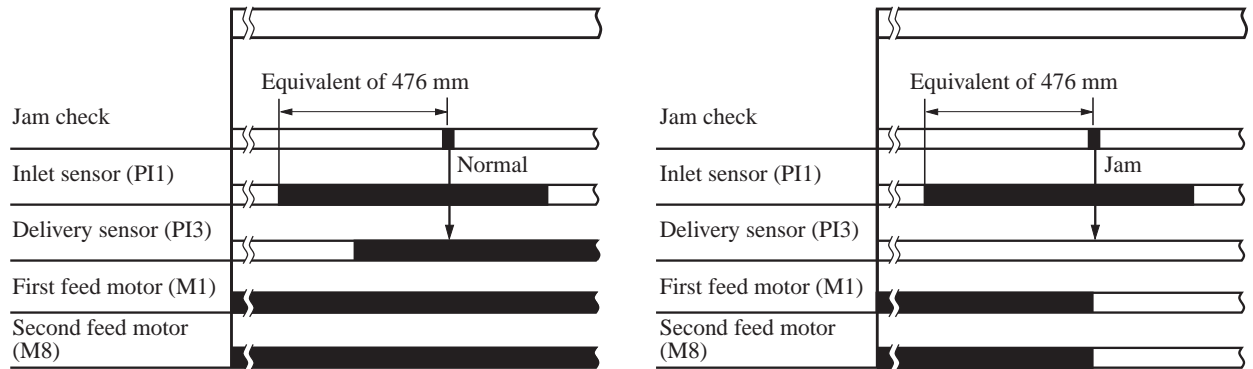 Equivalent of 476 mm
Jam check
Normal
Inlet sensor (PI1)
Delivery sensor (PI3)
First feed motor (M1)
Second feed motor
(M8)
Equivalent of 476 mm
Jam check
Jam
Inlet sensor (PI1)
Delivery sensor (PI3)
First feed motor (M1)
Second feed motor
(M8)